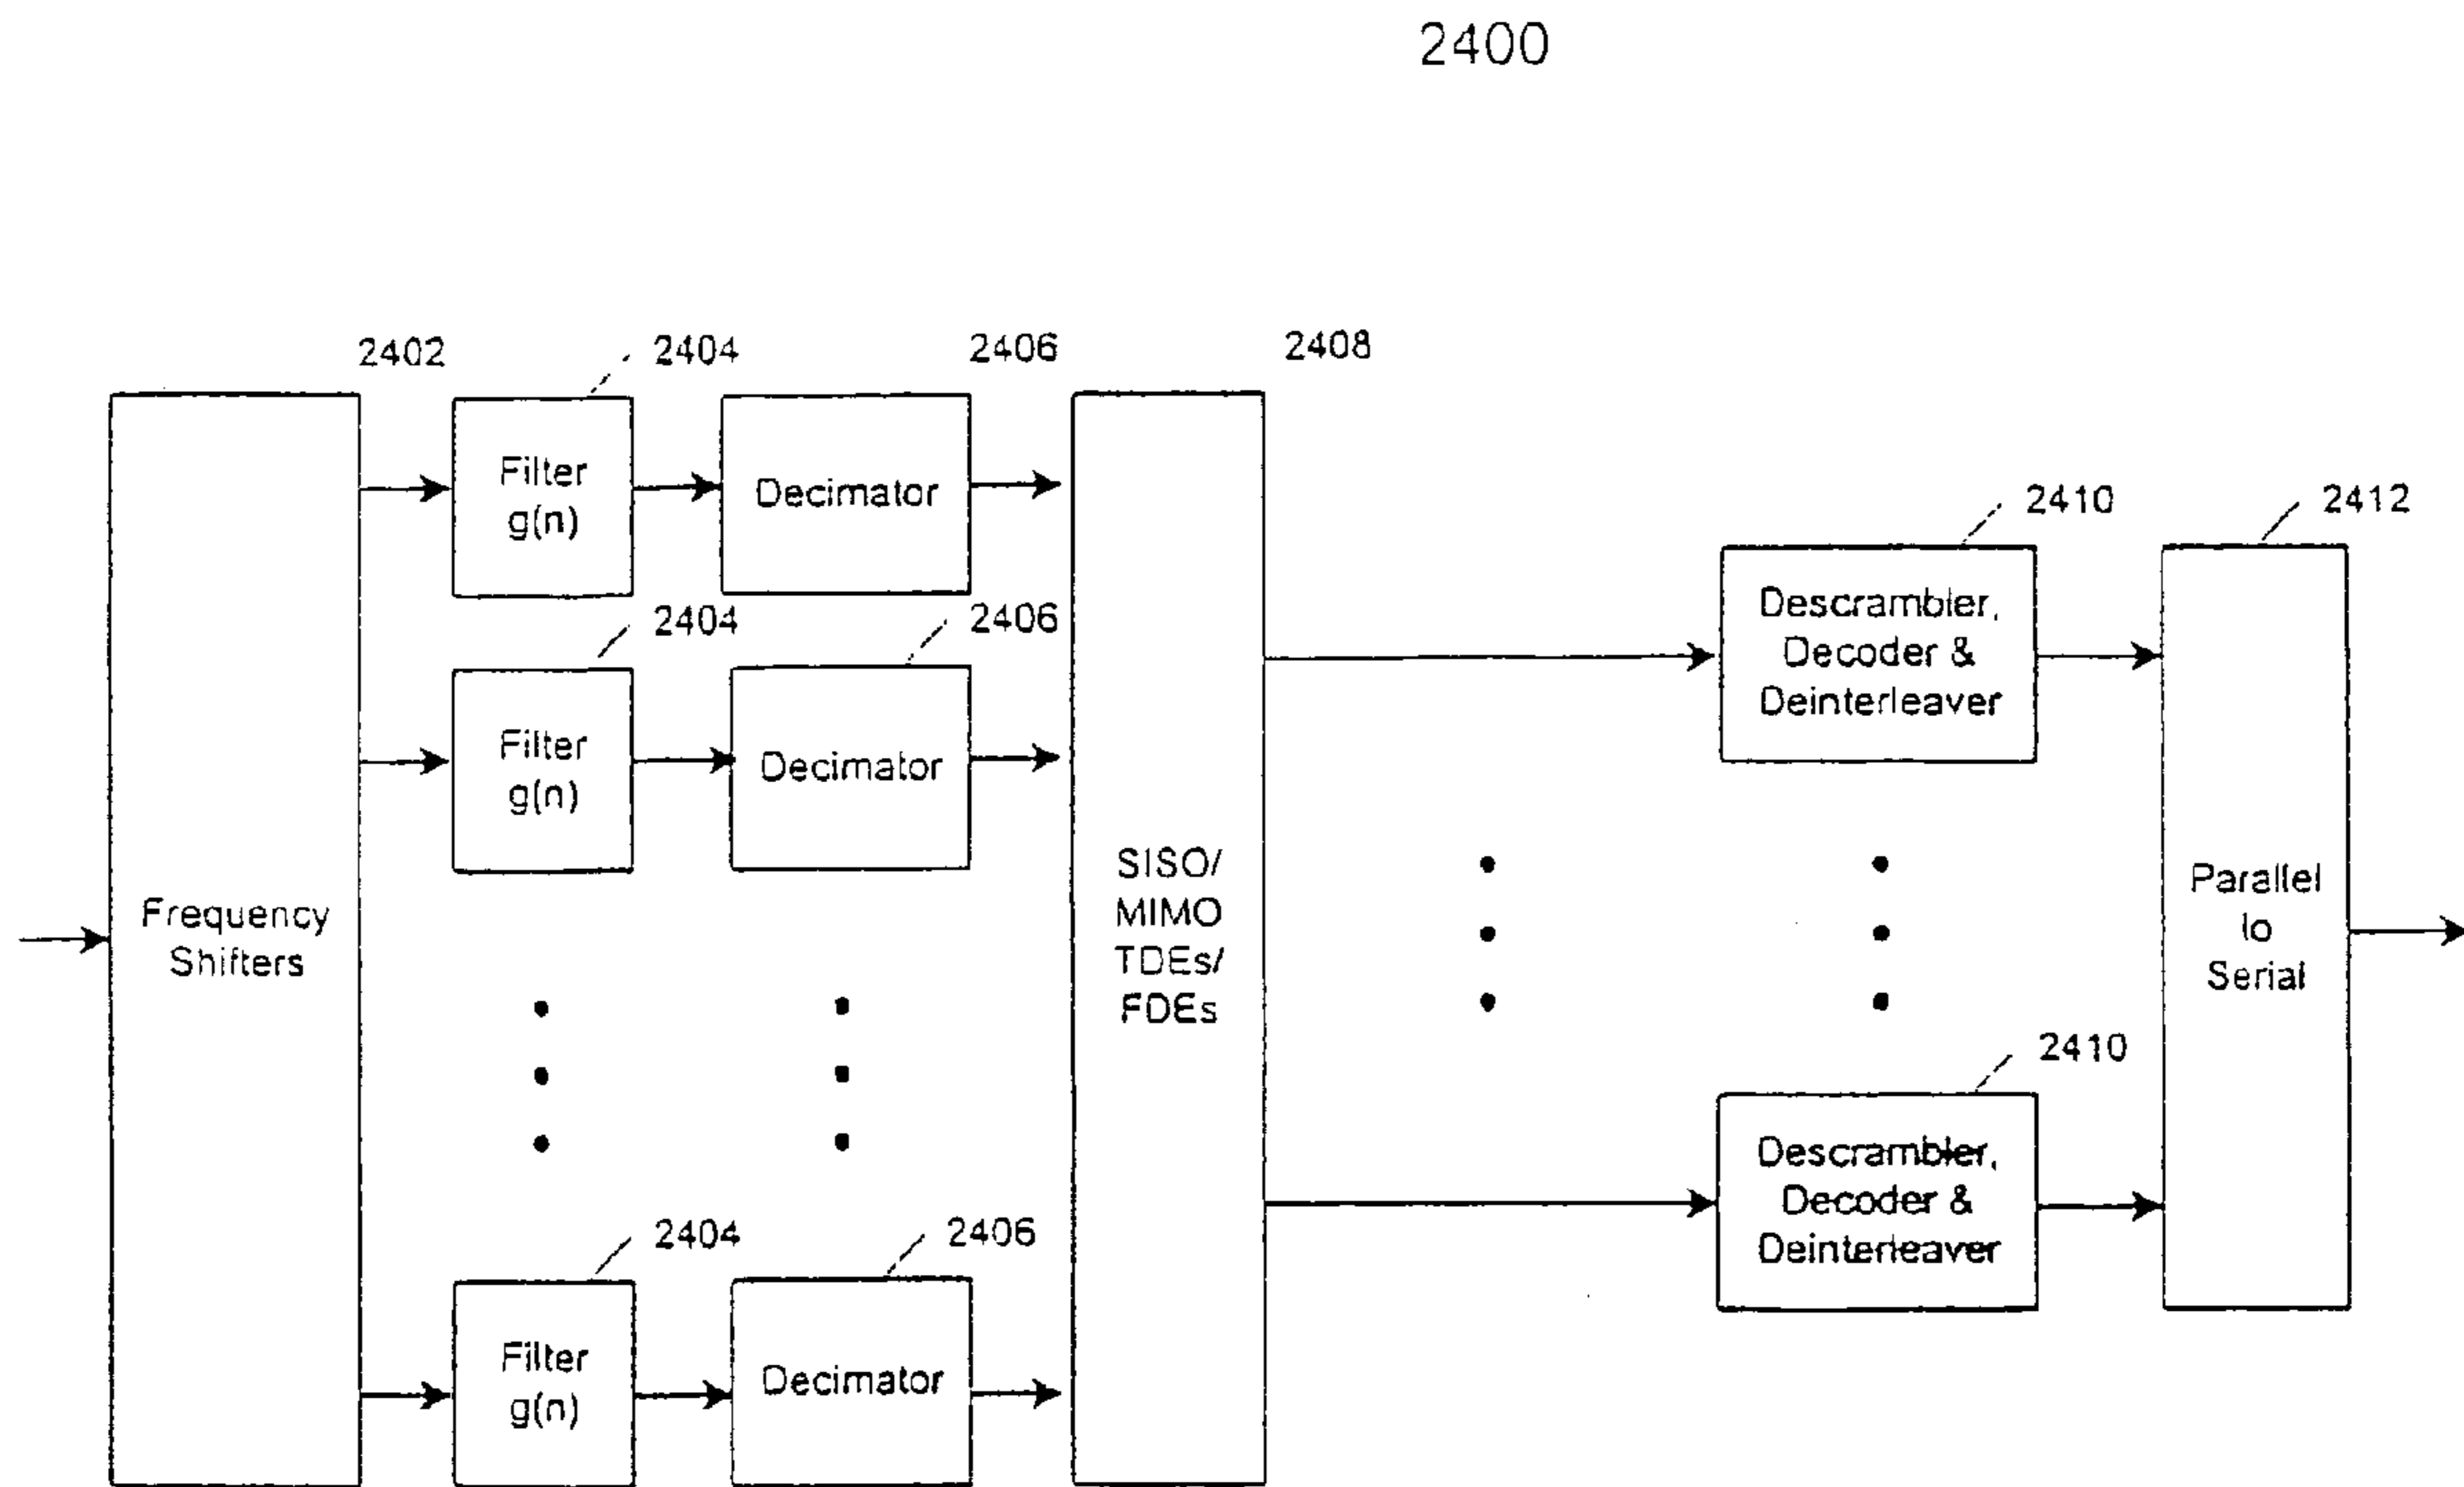 2400
2402
2404
2406
2408
Filter
g(n)
Decimator
2404
2406
Filter
g(n)
Decimator
2410
2412
Descrambler,
Decoder &
Deinterleaver
Frequency
Shifters
SISO/
MIMO
TDEs/
FDEs
Parallel
to
Serial
2410
Descrambler,
Decoder &
Deinterleaver
2404
2406
Filter
g(n)
Decimator